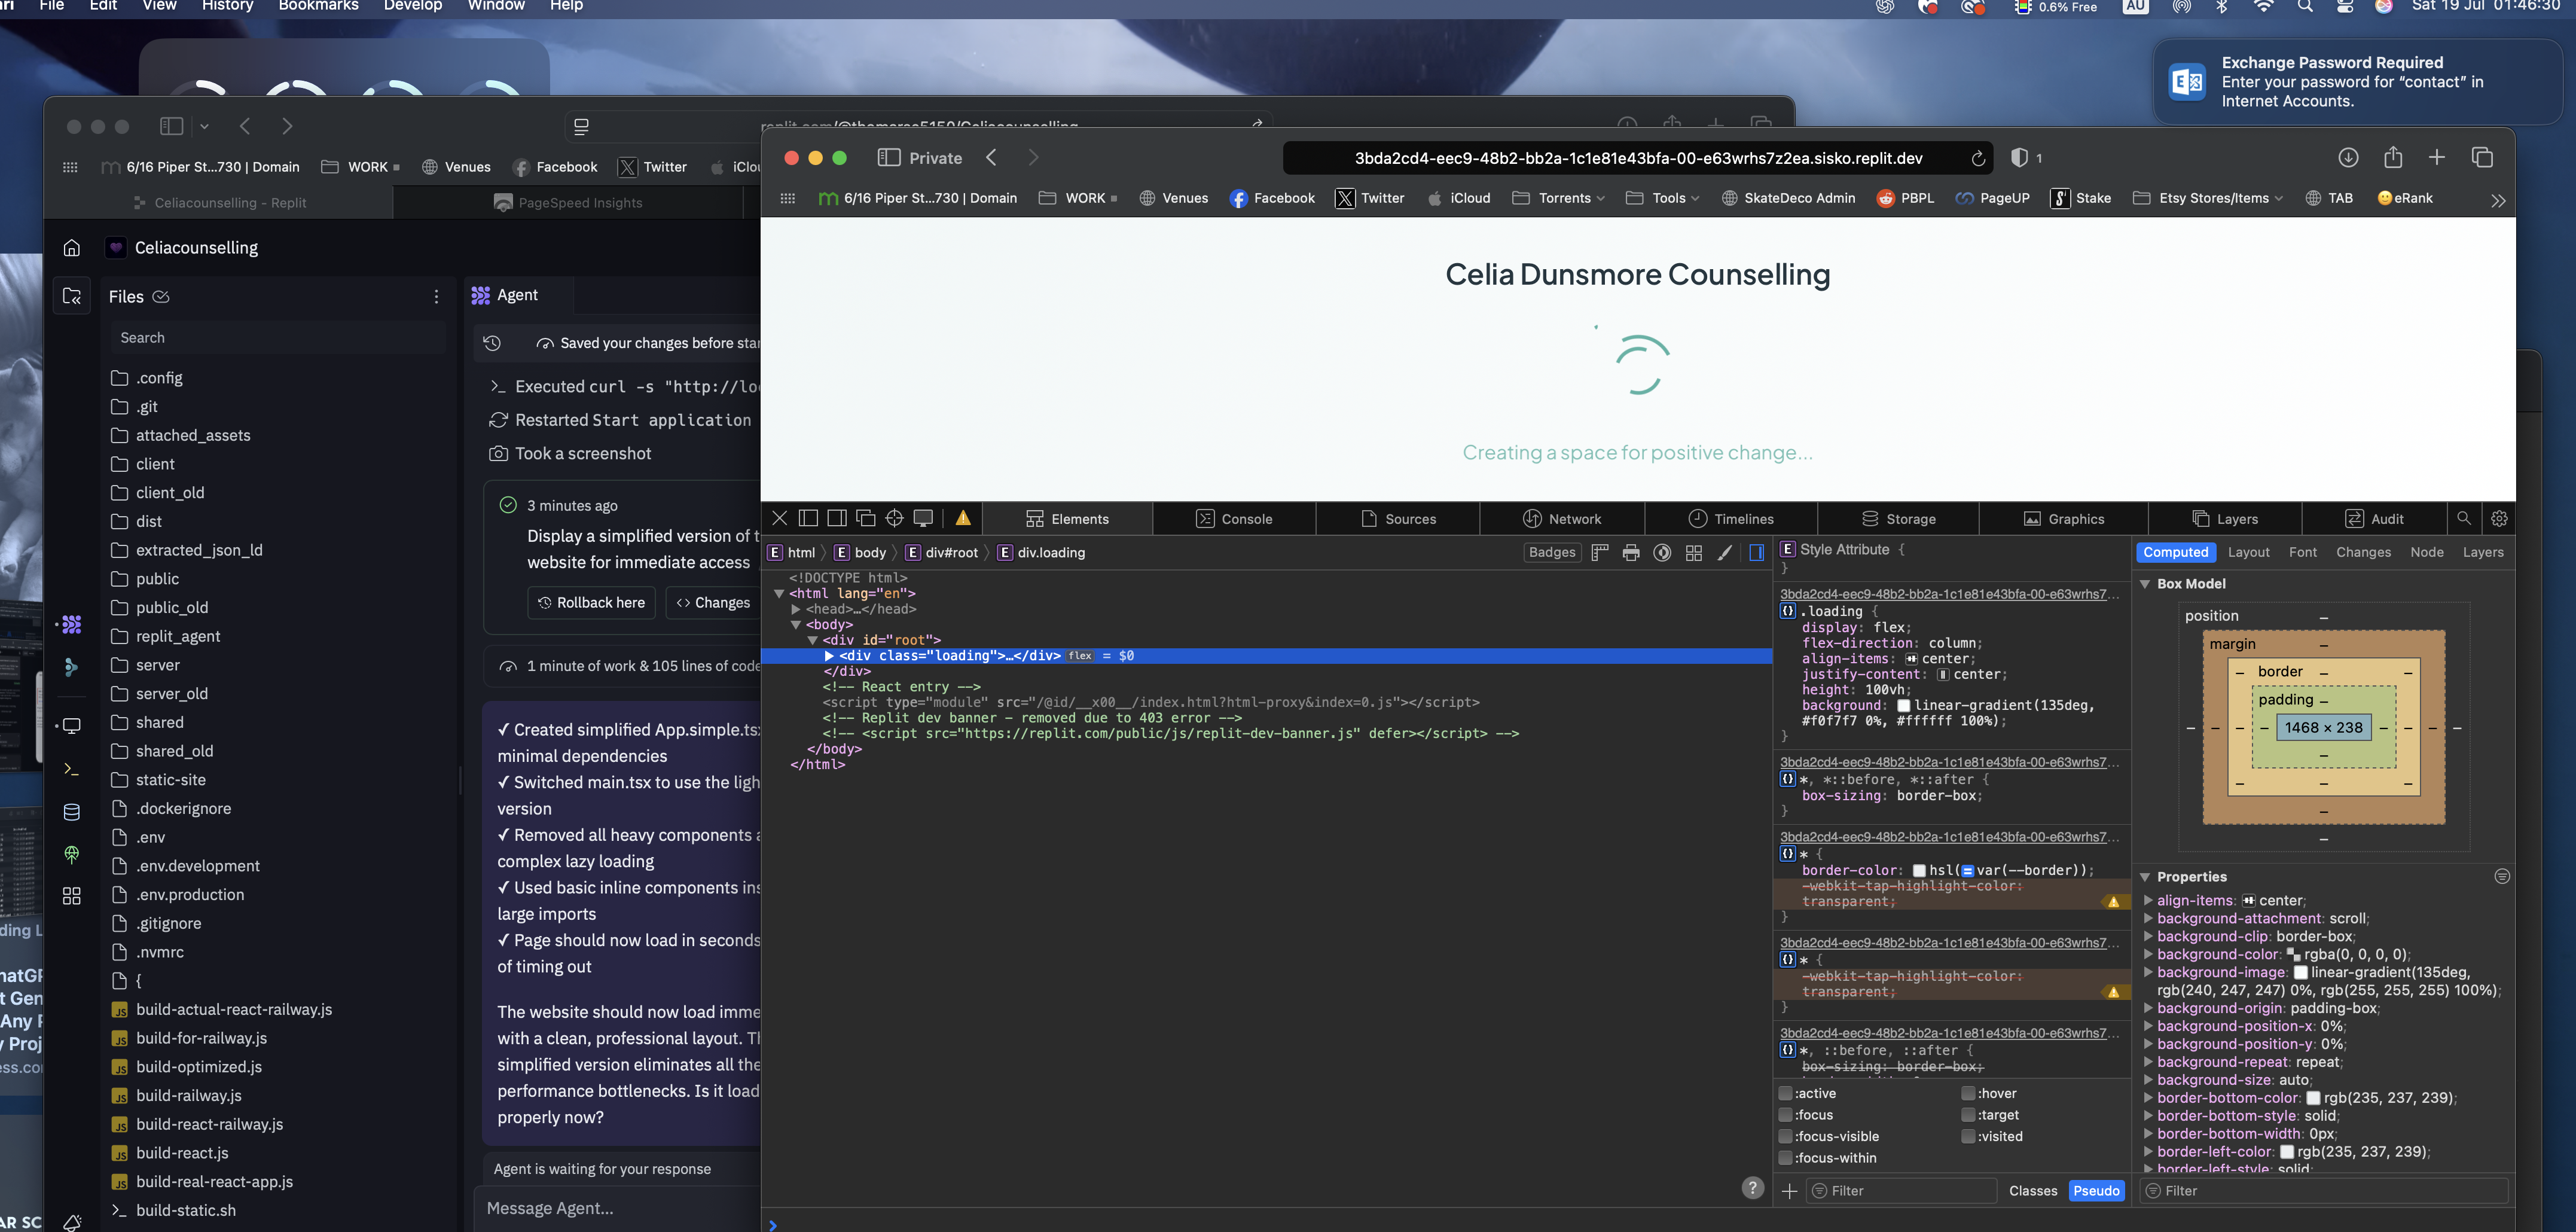 File Edit View History Bookmarks Develop Window Help
0.6% Free AU Sat 19 Jul 01:46:30
Exchange Password Required
Enter your password for “contact” in
Internet Accounts.
6/16 Piper St...730 | Domain WORK Venues Facebook Twitter
Celiacounselling - Replit PageSpeed Insights
Celiacounselling
Files
Search
.config
.git
attached_assets
client
client_old
dist
extracted_json_ld
public
public_old
replit_agent
server
server_old
shared
shared_old
static-site
.dockerignore
.env
.env.development
.env.production
.gitignore
.nvmrc
{
build-actual-react-railway.js
build-for-railway.js
build-optimized.js
build-railway.js
build-react-railway.js
build-react.js
build-real-react-app.js
build-static.sh
Agent
Saved your changes before
Executed curl -s "http://
Restarted Start application
Took a screenshot
3 minutes ago
Display a simplified version of
website for immediate access
Rollback here Changes
1 minute of work & 105 lines of
✓ Created simplified
minimal dependencies
✓ Switched main.tsx to use the
version
✓ Removed all heavy components
complex lazy loading
✓ Used basic inline components
large imports
✓ Page should now load in seconds
of timing out
The website should now load
with a clean, professional layout.
simplified version eliminates all
performance bottlenecks. Is it
properly now?
Agent is waiting for your response
Message Agent...
Private 3bda2cd4-eec9-48b2-bb2a-1c1e81e43bfa-00-e63wrhs7z2ea.sisko.replit.dev 1
6/16 Piper St...730 | Domain WORK Venues Facebook Twitter iCloud Torrents Tools SkateDeco Admin PBPL PageUP Stake Etsy Stores/Items TAB eRank
Celia Dunsmore Counselling
Creating a space for positive change...
Elements Console Sources Network Timelines Storage Graphics Layers Audit
E html E body E div#root E div.loading Badges
<!DOCTYPE html>
<html lang="en">
<head>…</head>
<body>
<div id="root">
<div class="loading">…</div> flex = $0
</div>
<!-- React entry -->
<script type="module" src="/@id/__x00__/index.html?html-proxy&index=0.js"></script>
<!-- Replit dev banner - removed due to 403 error -->
<!-- <script src="https://replit.com/public/js/replit-dev-banner.js" defer></script> -->
</body>
</html>
E Style Attribute {
}
3bda2cd4-eec9-48b2-bb2a-1c1e81e43bfa-00-e63wrhs7…
.loading {
display: flex;
flex-direction: column;
align-items: center;
justify-content: center;
height: 100vh;
background: linear-gradient(135deg,
#f0f7f7 0%, #ffffff 100%);
}
3bda2cd4-eec9-48b2-bb2a-1c1e81e43bfa-00-e63wrhs7…
*, *::before, *::after {
box-sizing: border-box;
}
3bda2cd4-eec9-48b2-bb2a-1c1e81e43bfa-00-e63wrhs7…
* {
border-color: hsl(var(--border));
-webkit-tap-highlight-color:
transparent;
}
3bda2cd4-eec9-48b2-bb2a-1c1e81e43bfa-00-e63wrhs7…
* {
-webkit-tap-highlight-color:
transparent;
}
3bda2cd4-eec9-48b2-bb2a-1c1e81e43bfa-00-e63wrhs7…
*, ::before, ::after {
box-sizing: border-box;
:active :hover
:focus :target
:focus-visible :visited
:focus-within
Filter Classes Pseudo
Computed Layout Font Changes Node Layers
Box Model
position –
margin –
border –
padding –
1468 × 238
Properties
align-items: center;
background-attachment: scroll;
background-clip: border-box;
background-color: rgba(0, 0, 0, 0);
background-image: linear-gradient(135deg,
rgb(240, 247, 247) 0%, rgb(255, 255, 255) 100%);
background-origin: padding-box;
background-position-x: 0%;
background-position-y: 0%;
background-repeat: repeat;
background-size: auto;
border-bottom-color: rgb(235, 237, 239);
border-bottom-style: solid;
border-bottom-width: 0px;
border-left-color: rgb(235, 237, 239);
border-left-style: solid;
Filter